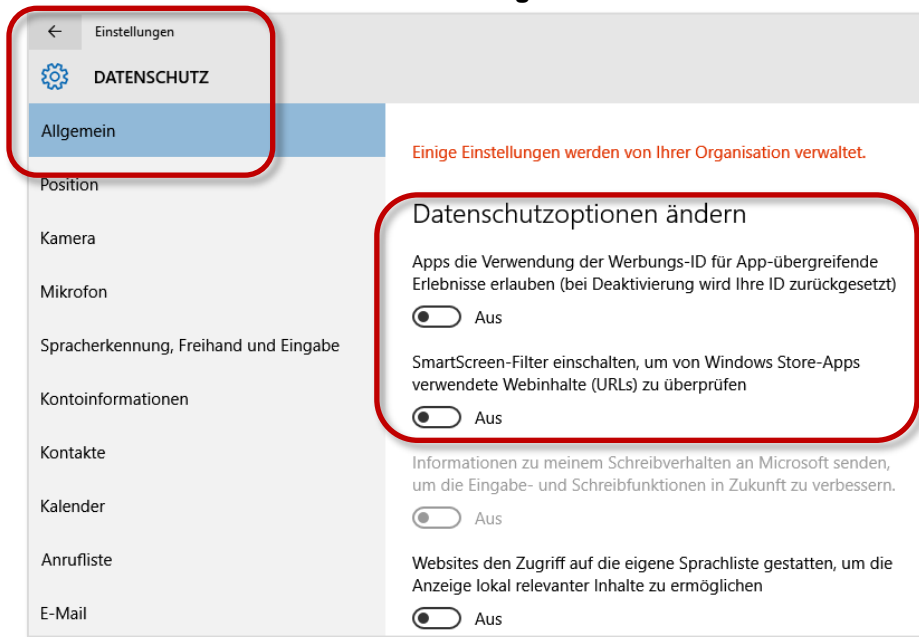 Einstellungen
DATENSCHUTZ
Allgemein
Position
Kamera
Mikrofon
Spracherkennung, Freihand und Eingabe
Kontoinformationen
Kontakte
Kalender
Anrufliste
E-Mail
Einige Einstellungen werden von Ihrer Organisation verwaltet.
Datenschutzoptionen ändern
Apps die Verwendung der Werbungs-ID für App-übergreifende
Erlebnisse erlauben (bei Deaktivierung wird Ihre ID zurückgesetzt)
Aus
SmartScreen-Filter einschalten, um von Windows Store-Apps
verwendete Webinhalte (URLs) zu überprüfen
Aus
Informationen zu meinem Schreibverhalten an Microsoft senden,
um die Eingabe- und Schreibfunktionen in Zukunft zu verbessern.
Aus
Websites den Zugriff auf die eigene Sprachliste gestatten, um die
Anzeige lokal relevanter Inhalte zu ermöglichen
Aus